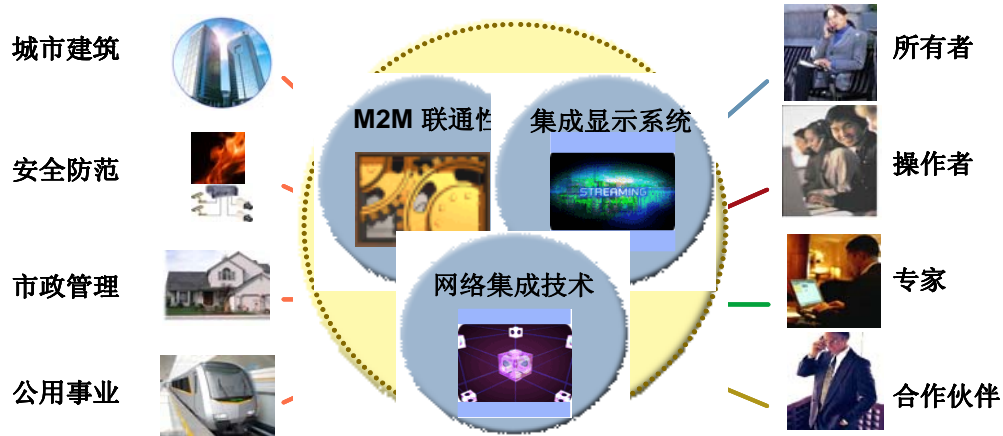 城市建筑
安全防范
市政管理
公用事业
M2M 联通性
集成显示系统
STREAMING
网络集成技术
所有者
操作者
专家
合作伙伴